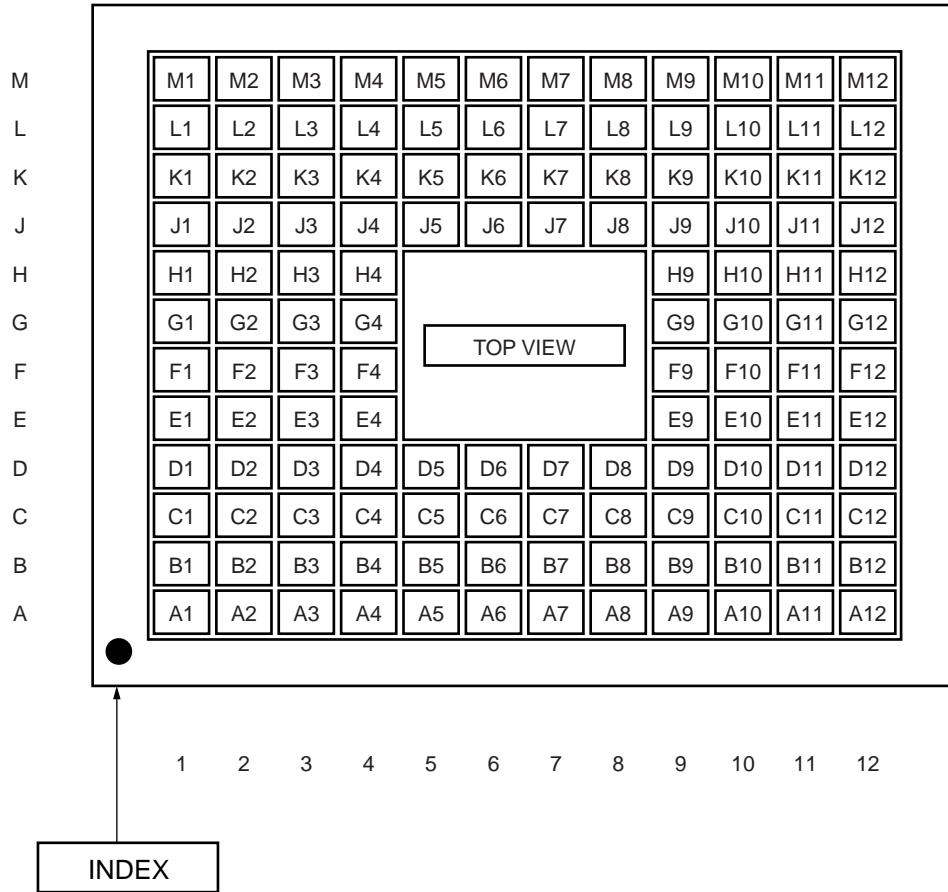 M M1 M2 M3 M4 M5 M6 M7 M8 M9 M10 M11 M12
L L1 L2 L3 L4 L5 L6 L7 L8 L9 L10 L11 L12
K K1 K2 K3 K4 K5 K6 K7 K8 K9 K10 K11 K12
J J1 J2 J3 J4 J5 J6 J7 J8 J9 J10 J11 J12
H H1 H2 H3 H4 H9 H10 H11 H12
G G1 G2 G3 G4 G9 G10 G11 G12
TOP VIEW
F F1 F2 F3 F4 F9 F10 F11 F12
E E1 E2 E3 E4 E9 E10 E11 E12
D D1 D2 D3 D4 D5 D6 D7 D8 D9 D10 D11 D12
C C1 C2 C3 C4 C5 C6 C7 C8 C9 C10 C11 C12
B B1 B2 B3 B4 B5 B6 B7 B8 B9 B10 B11 B12
A A1 A2 A3 A4 A5 A6 A7 A8 A9 A10 A11 A12
1 2 3 4 5 6 7 8 9 10 11 12
INDEX